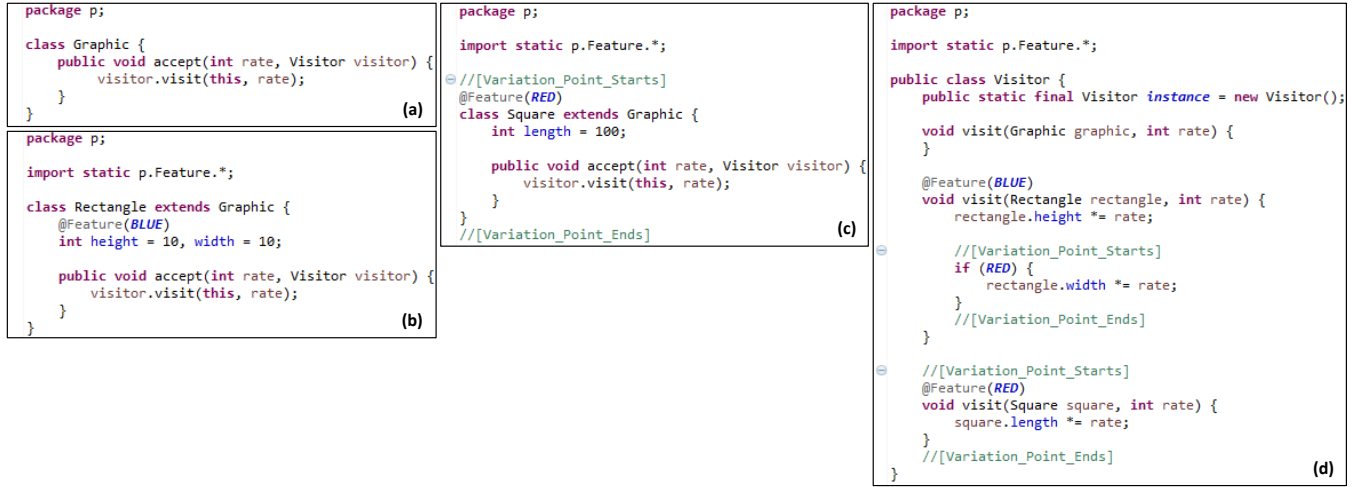 package p;
class Graphic {
public void accept(int rate, Visitor visitor) {
visitor.visit(this, rate);
}
}
(a)
package p;
import static p.Feature.*;
class Rectangle extends Graphic {
@Feature(BLUE)
int height = 10, width = 10;
public void accept(int rate, Visitor visitor) {
visitor.visit(this, rate);
}
}
(b)
package p;
import static p.Feature.*;
//[Variation_Point_Starts]
@Feature(RED)
class Square extends Graphic {
int length = 100;
public void accept(int rate, Visitor visitor) {
visitor.visit(this, rate);
}
}
//[Variation_Point_Ends]
(c)
package p;
import static p.Feature.*;
public class Visitor {
public static final Visitor instance = new Visitor();
void visit(Graphic graphic, int rate) {
}
@Feature(BLUE)
void visit(Rectangle rectangle, int rate) {
rectangle.height *= rate;
//[Variation_Point_Starts]
if (RED) {
rectangle.width *= rate;
}
//[Variation_Point_Ends]
}
//[Variation_Point_Starts]
@Feature(RED)
void visit(Square square, int rate) {
square.length *= rate;
}
//[Variation_Point_Ends]
}
(d)